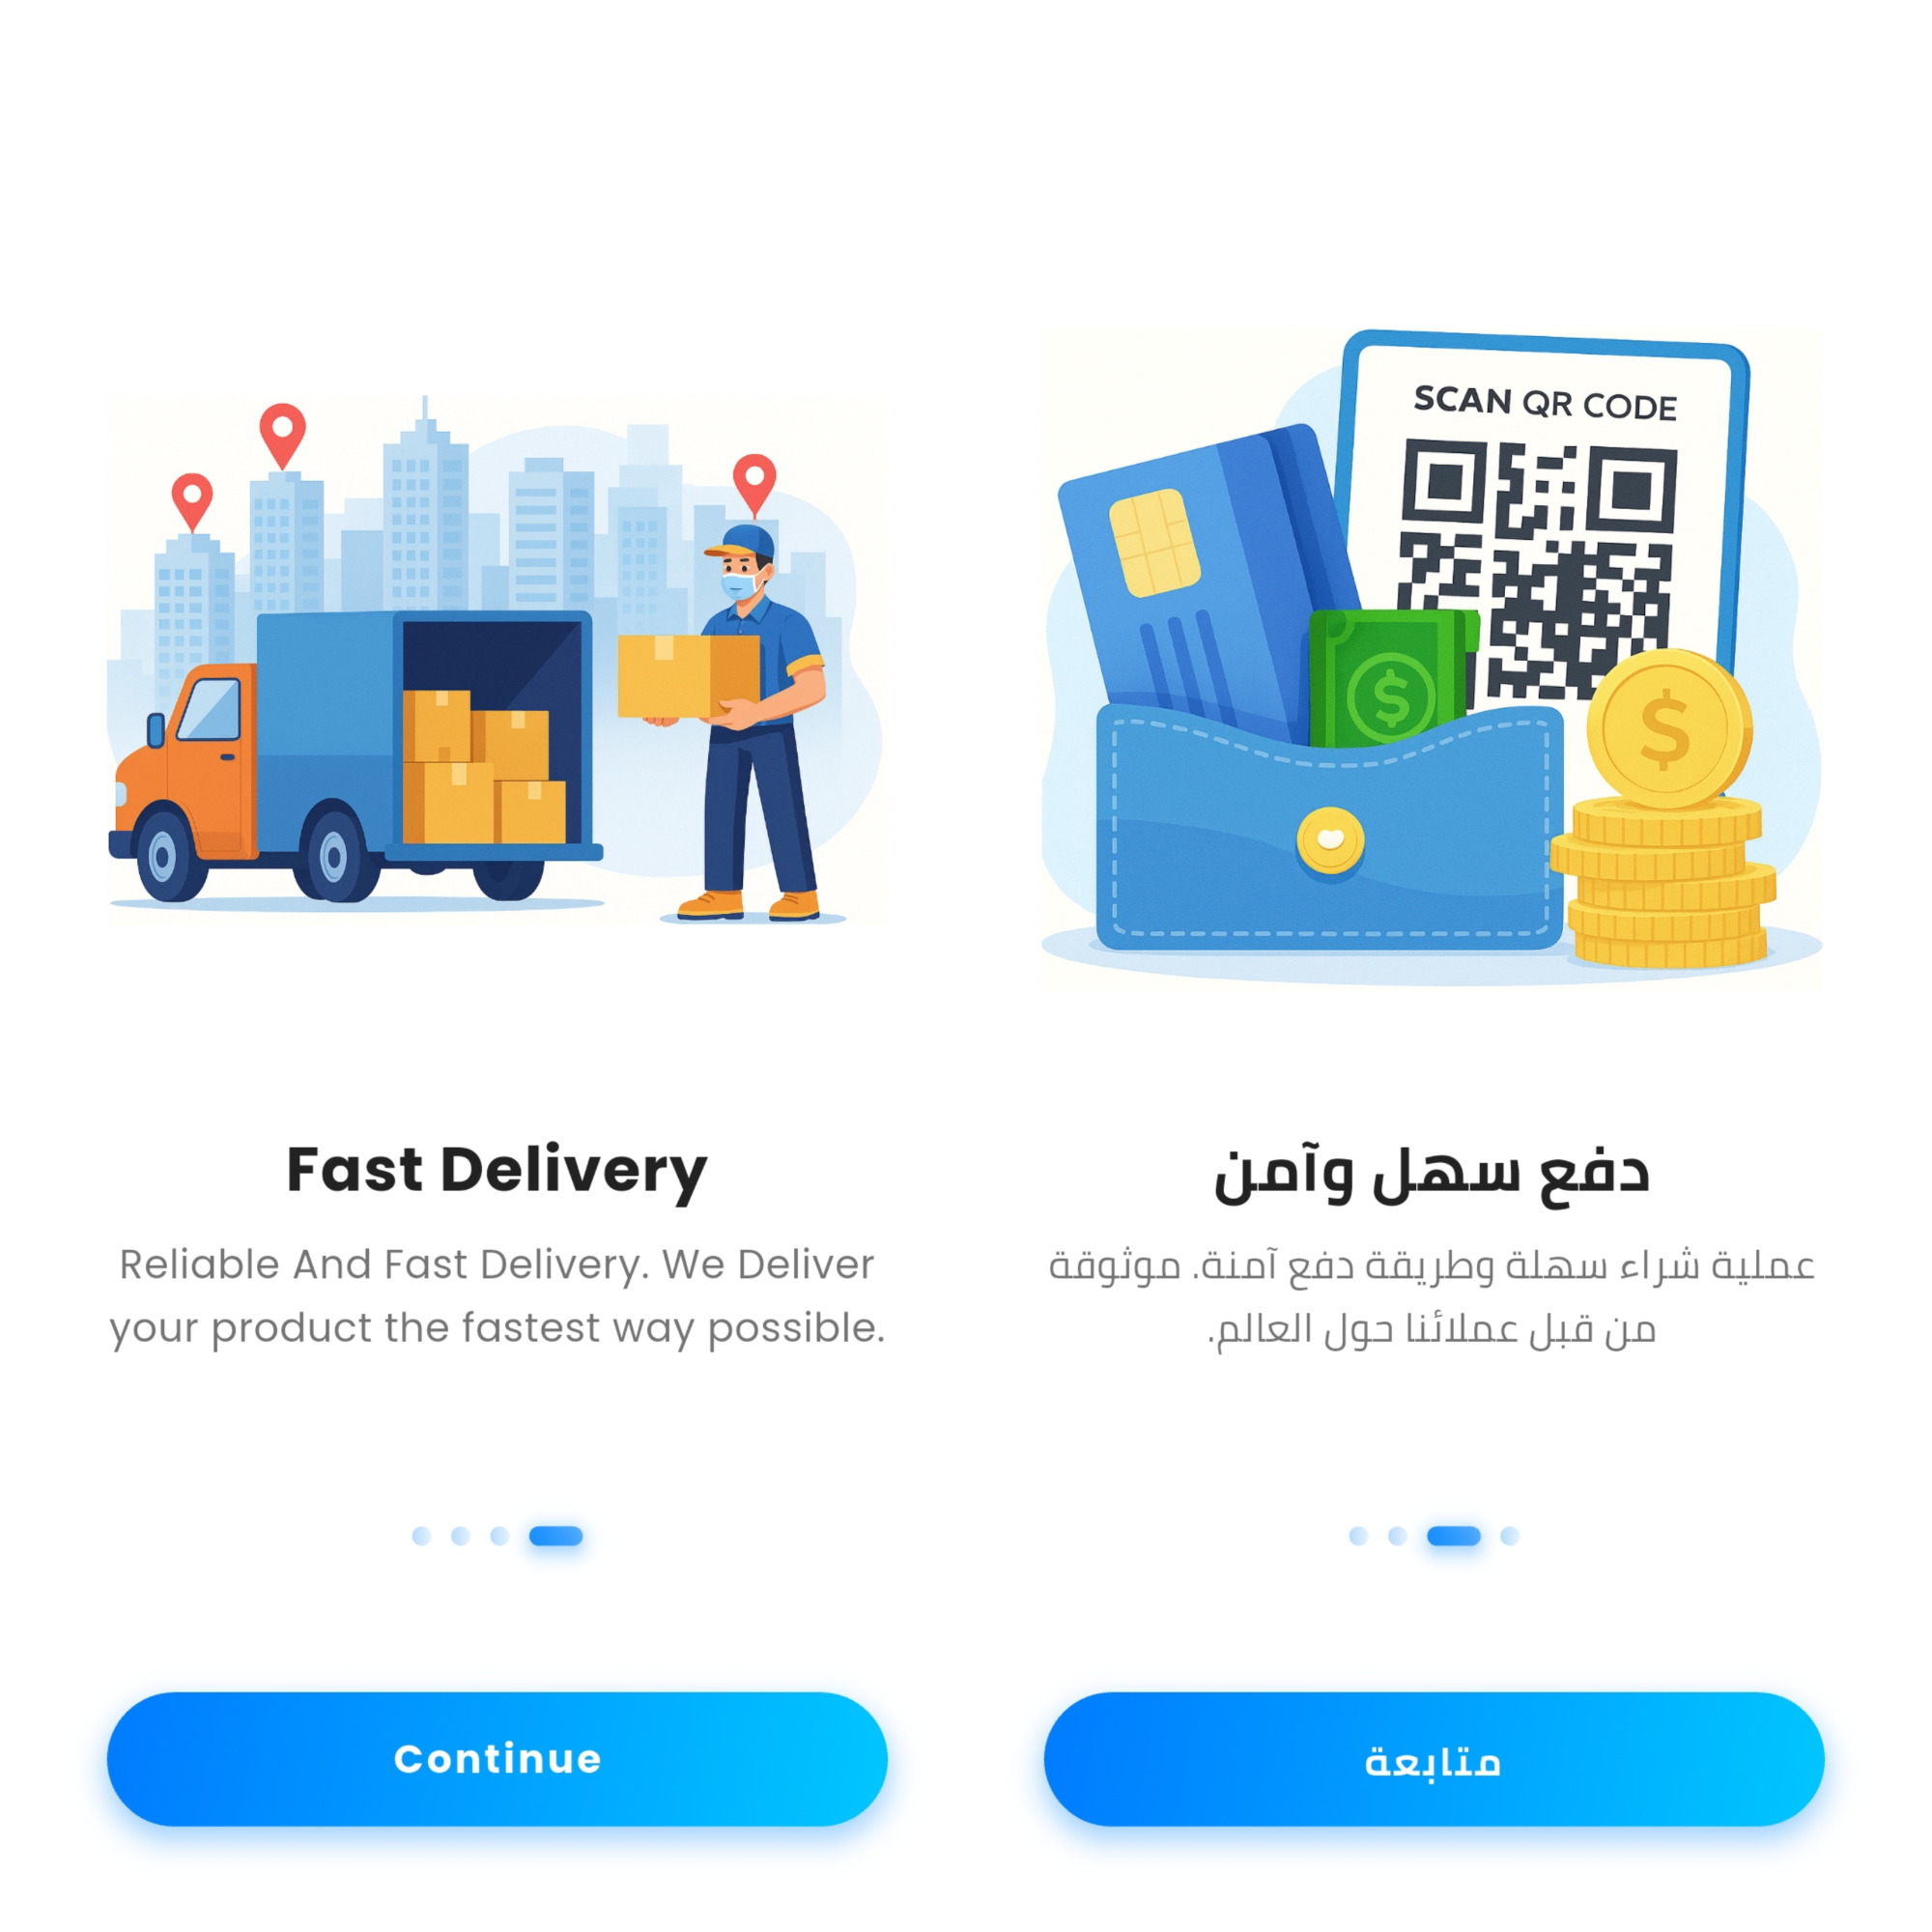 Fast Delivery
Reliable And Fast Delivery. We Deliver
your product the fastest way possible.
Continue
SCAN QR CODE
$
$
دفع سهل وآمن
عملية شراء سهلة وطريقة دفع آمنة. موثوقة
من قبل عملائنا حول العالم.
متابعة